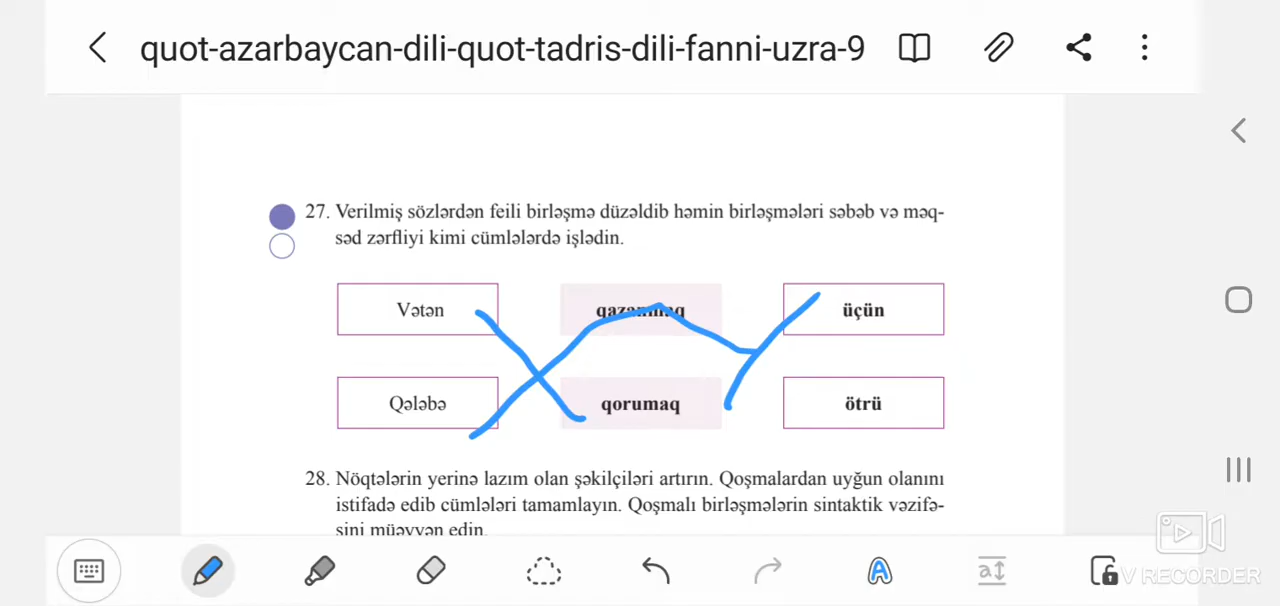 quot-azarbaycan-dili-quot-tadris-dili-fanni-uzra-9
27. Verilmiş sözlərdən feili birləşmə düzəldib həmin birləşmələri səbəb və məq-
səd zərfliyi kimi cümlələrdə işlədin.
Vətən qazanmaq üçün
Qələbə qorumaq ötrü
28. Nöqtələrin yerinə lazım olan şəkilçiləri artırın. Qoşmalardan uyğun olanını
istifadə edib cümlələri tamamlayın. Qoşmalı birləşmələrin sintaktik vəzifə-
sini müəyyən edin.
A a
V RECORDER